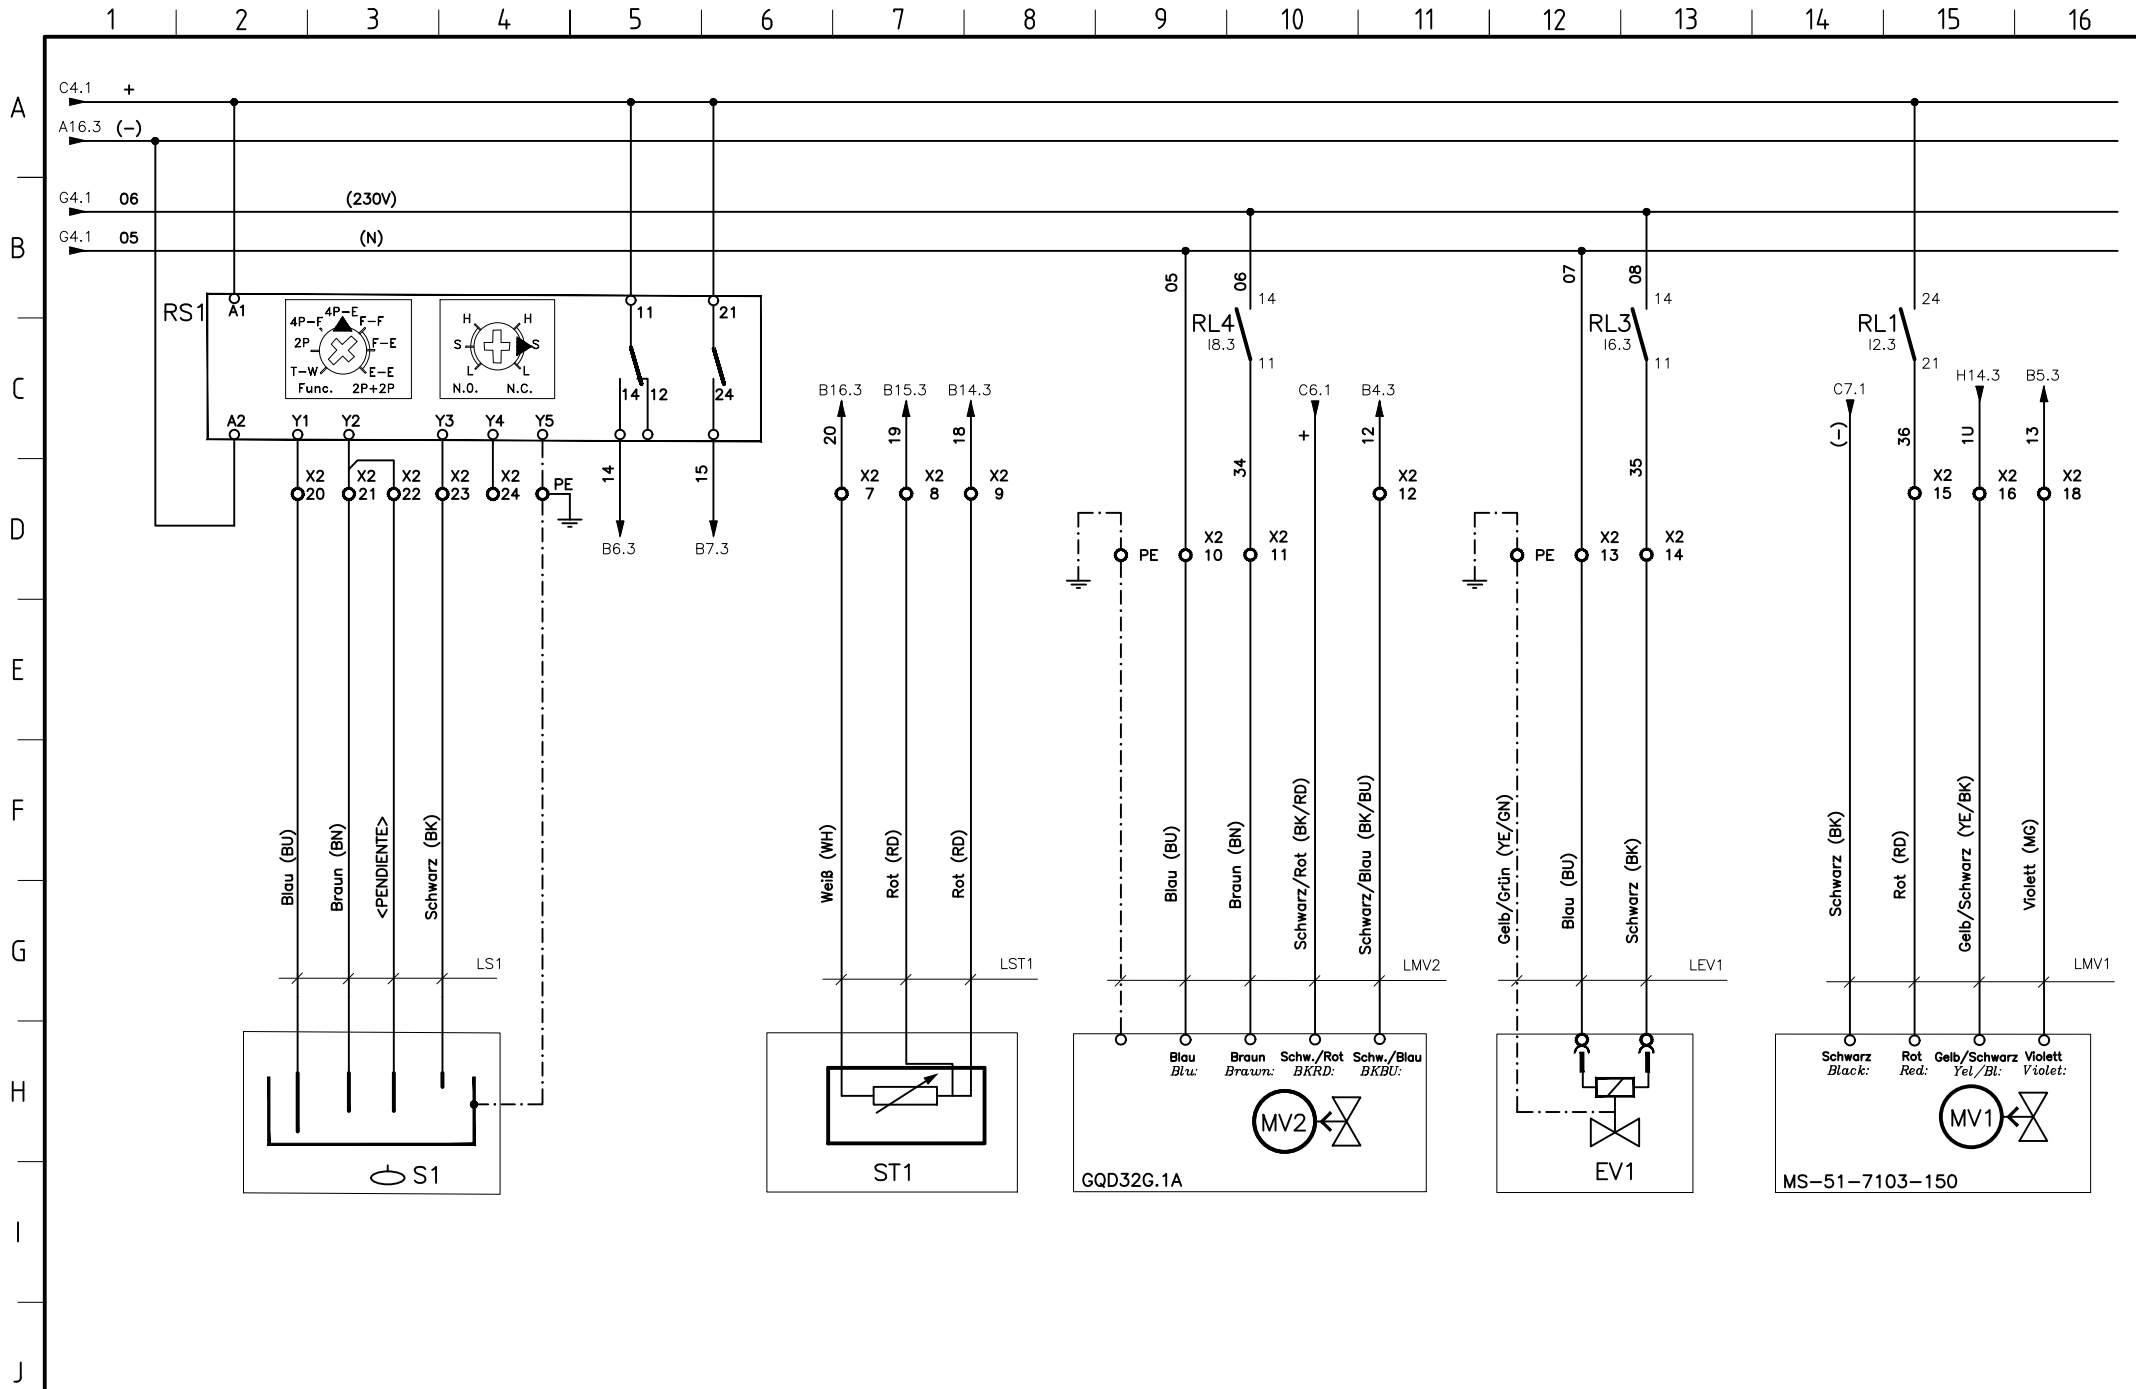 1 2 3 4 5 6 7 8 9 10 11 12 13 14 15 16
A
C4.1 +
A16.3 (−)
G4.1 06 (230V)
B
G4.1 05 (N)
05 06 07 08
RS1
A1
4P-E
4P-F F-F
2P F-E
T-W E-E
Func. 2P+2P
H H
S S
L L
N.O. N.C.
11 21
14 12 24
A2 Y1 Y2 Y3 Y4 Y5
RL4
I8.3
14
11
RL3
I6.3
14
11
RL1
I2.3
24
21
C
B16.3 B15.3 B14.3 C6.1 B4.3 C7.1 H14.3 B5.3
20 19 18 + 12 (−) 36 1U 13
34 35
14 15
X2 X2 X2 X2 X2 PE
20 21 22 23 24
X2 X2 X2
7 8 9
X2
12
X2 X2 X2
15 16 18
D
B6.3 B7.3
PE X2 X2
10 11
PE X2 X2
13 14
E
F
Blau (BU)
Braun (BN)
<PENDIENTE>
Schwarz (BK)
Weiß (WH)
Rot (RD)
Rot (RD)
Blau (BU)
Braun (BN)
Schwarz/Rot (BK/RD)
Schwarz/Blau (BK/BU)
Gelb/Grün (YE/GN)
Blau (BU)
Schwarz (BK)
Schwarz (BK)
Rot (RD)
Gelb/Schwarz (YE/BK)
Violett (MG)
G
LS1 LST1 LMV2 LEV1 LMV1
H
Blau Braun Schw./Rot Schw./Blau
Blu: Brawn: BKRD: BKBU:
Schwarz Rot Gelb/Schwarz Violett
Black: Red: Yel/Bl: Violet:
MV2
MV1
S1
ST1
GQD32G.1A
EV1
MS-51-7103-150
I
J